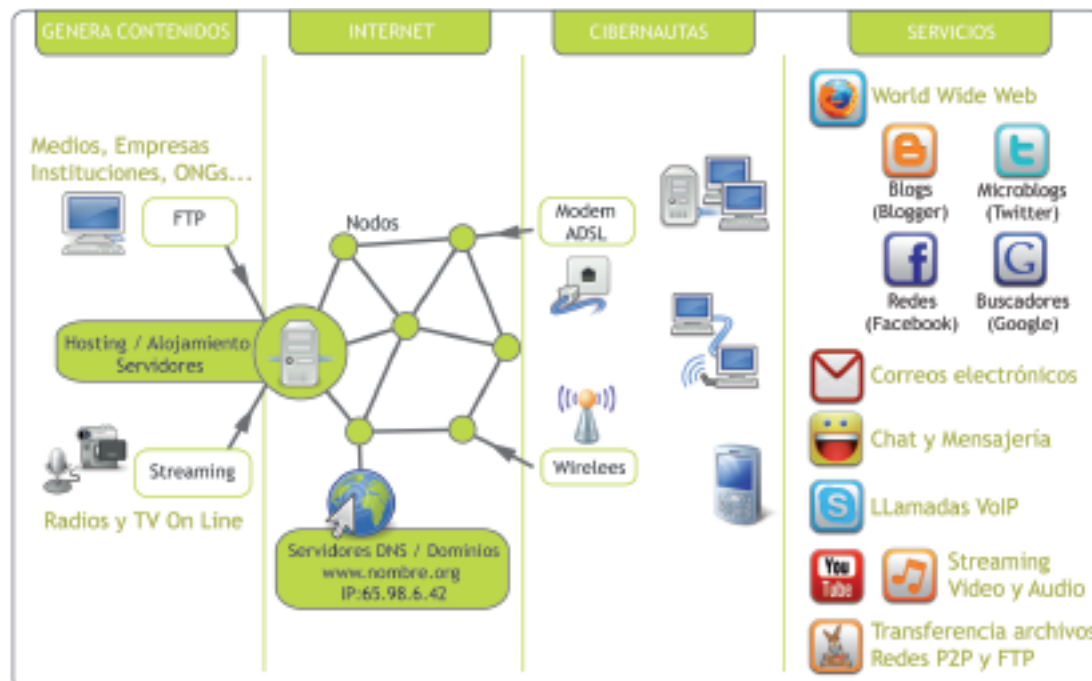 GENERA CONTENIDOS
INTERNET
CIBERNAUTAS
SERVICIOS
Medios, Empresas
Instituciones, ONGs...
FTP
Hosting / Alojamiento
Servidores
Streaming
Radios y TV On Line
Nodos
Servidores DNS / Dominios
www.nombre.org
IP:65.98.6.42
Modem
ADSL
Wirelees
World Wide Web
Blogs
(Blogger)
Microblogs
(Twitter)
Redes
(Facebook)
Buscadores
(Google)
Correos electrónicos
Chat y Mensajería
LLamadas VoIP
You
Tube
Streaming
Video y Audio
Transferencia archivos
Redes P2P y FTP